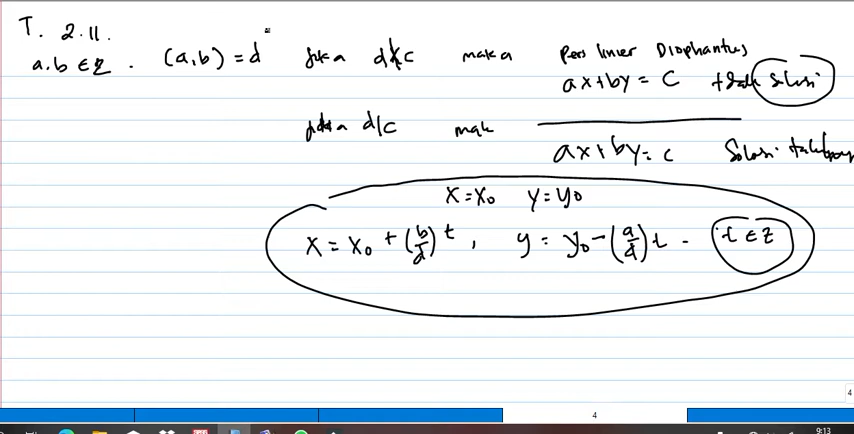 T. 2.11.
a.b ∈ Z. (a,b) = d jika d∤c maka Pers linier Diophantus
ax+by = c tidak solusi
jika d|c mak
ax+by = c Solusi
x=x₀ y=y₀
x = x₀ + (b/d) t, y = y₀ - (a/d) t - t ∈ Z
4
4
9:13